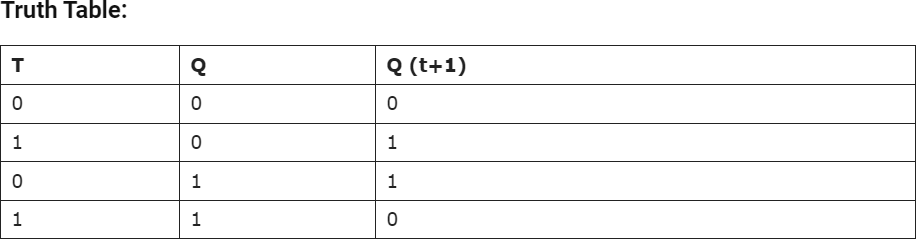 Truth Table:
T Q Q (t+1)
0 0 0
1 0 1
0 1 1
1 1 0